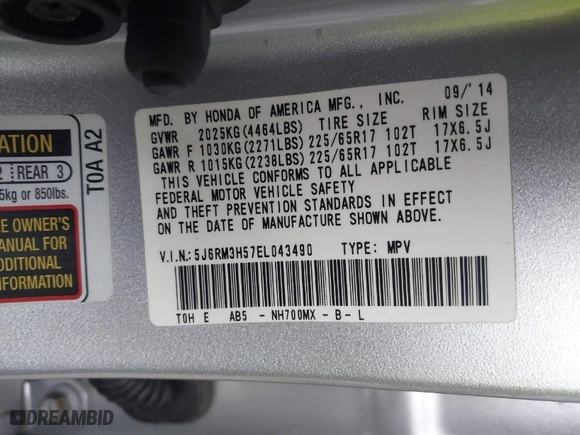 ATION
2 REAR 3
5kg or 850lbs.
E OWNER'S
ANUAL FOR
DDITIONAL
INFORMATION
T0A A2
MFD. BY HONDA OF AMERICA MFG., INC. 09/'14
GVWR 2025KG(4464LBS) TIRE SIZE RIM SIZE
GAWR F 1030KG(2271LBS) 225/65R17 102T 17X6.5J
GAWR R 1015KG(2238LBS) 225/65R17 102T 17X6.5J
THIS VEHICLE CONFORMS TO ALL APPLICABLE
FEDERAL MOTOR VEHICLE SAFETY
AND THEFT PREVENTION STANDARDS IN EFFECT
ON THE DATE OF MANUFACTURE SHOWN ABOVE.
V.I.N:5J6RM3H57EL043490 TYPE: MPV
T0H E AB5 - NH700MX - B - L
DREAMBID